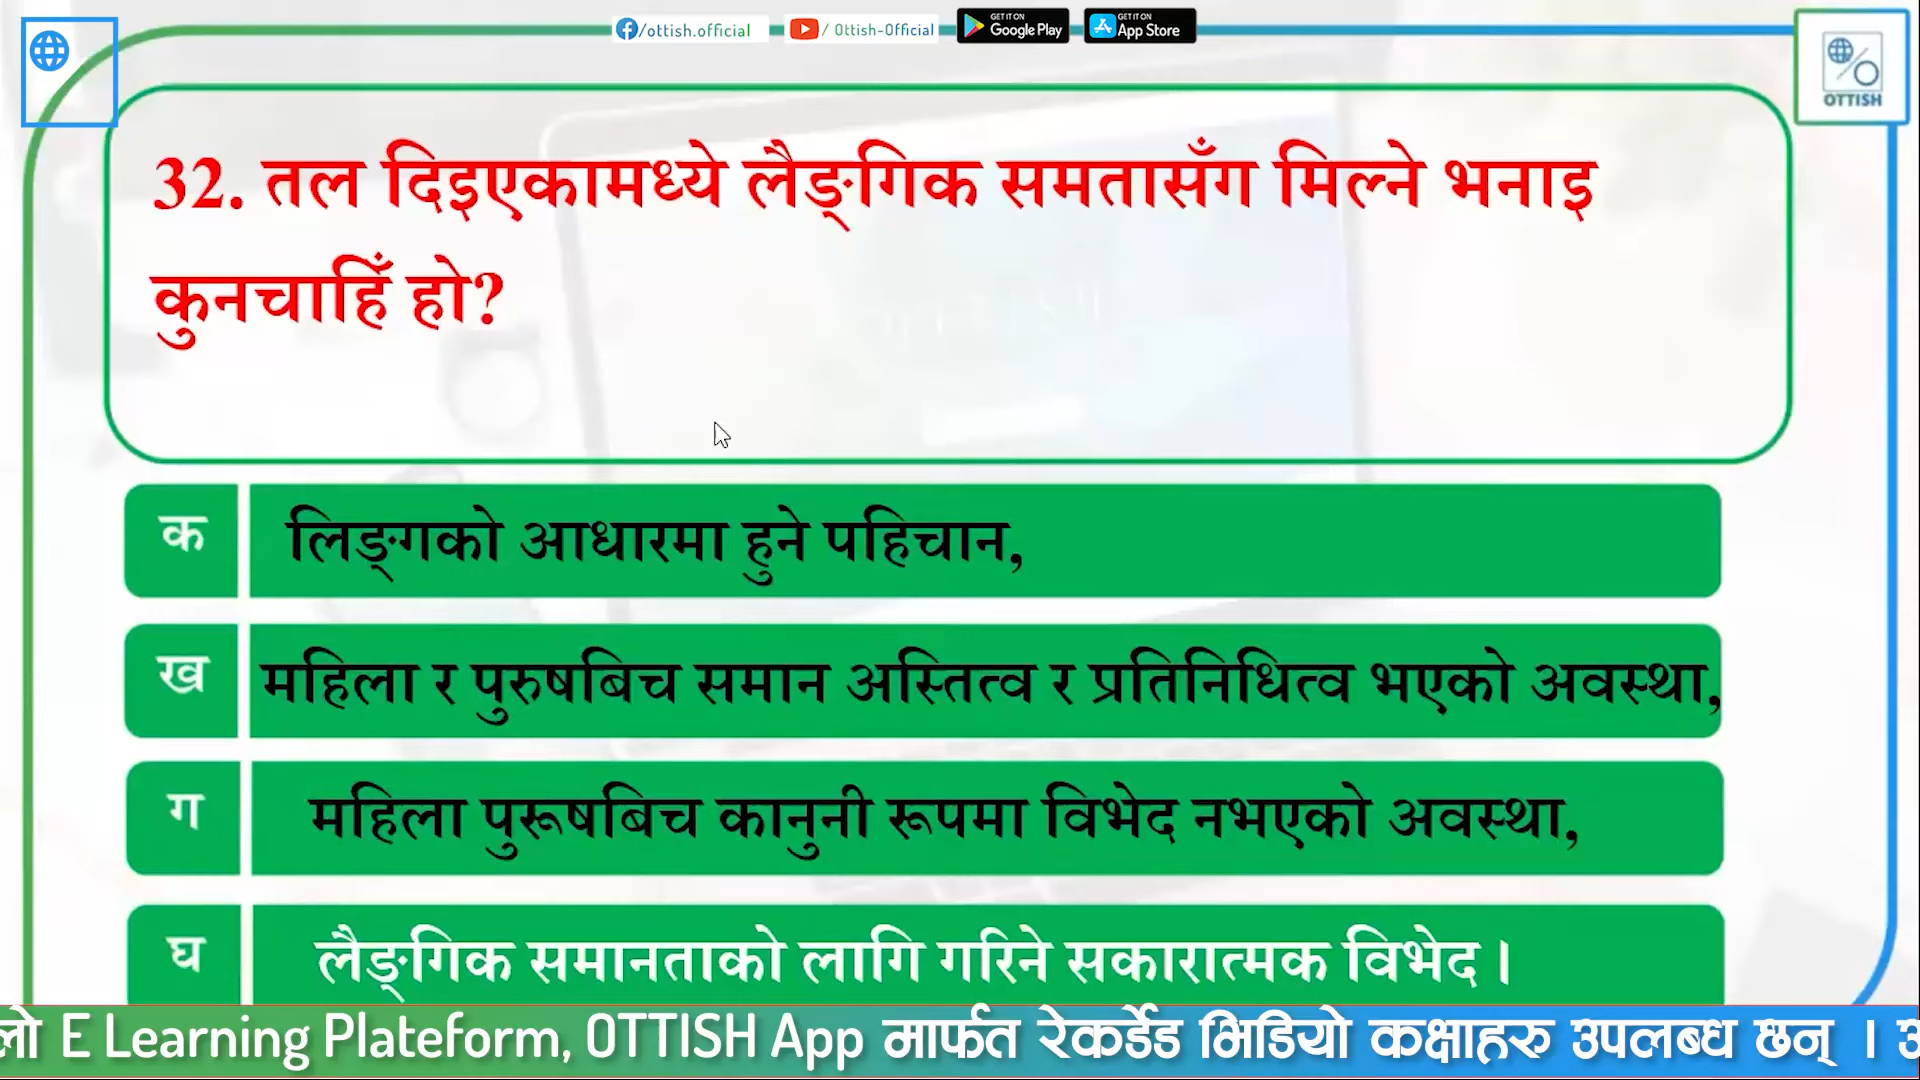 /ottish.official
/ Ottish-Official
GET IT ON
Google Play
GET IT ON
App Store
OTTISH
32. तल दिइएकामध्ये लैङ्गिक समतासँग मिल्ने भनाइ
कुनचाहिँ हो?
क लिङ्गको आधारमा हुने पहिचान,
ख महिला र पुरुषबिच समान अस्तित्व र प्रतिनिधित्व भएको अवस्था,
ग महिला पुरूषबिच कानुनी रूपमा विभेद नभएको अवस्था,
घ लैङ्गिक समानताको लागि गरिने सकारात्मक विभेद ।
E Learning Plateform, OTTISH App मार्फत रेकर्डेड भिडियो कक्षाहरु उपलब्ध छन् ।